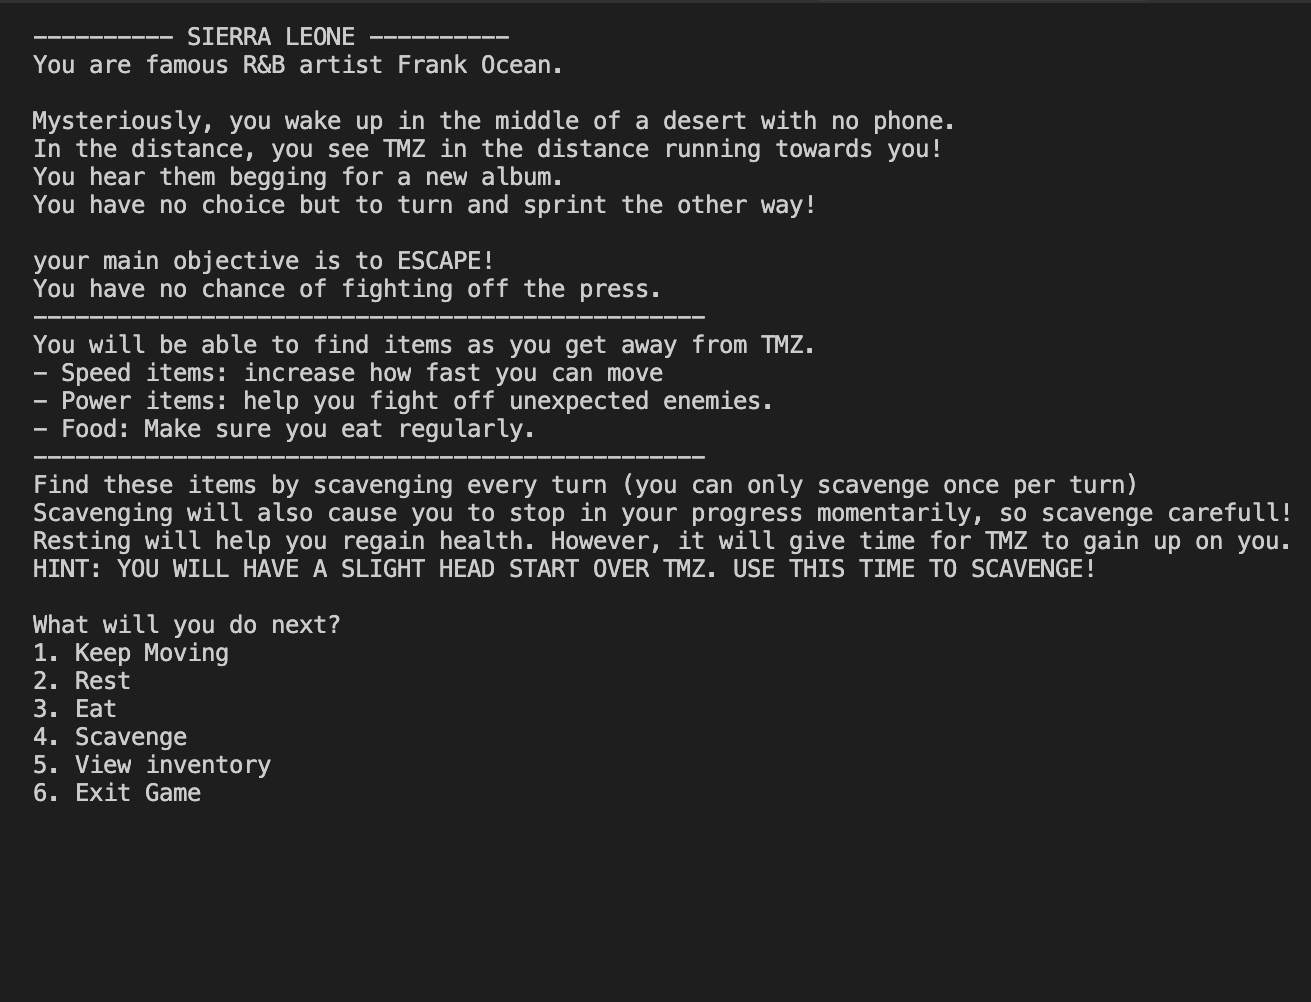 ---------- SIERRA LEONE ----------
You are famous R&B artist Frank Ocean.
Mysteriously, you wake up in the middle of a desert with no phone.
In the distance, you see TMZ in the distance running towards you!
You hear them begging for a new album.
You have no choice but to turn and sprint the other way!
your main objective is to ESCAPE!
You have no chance of fighting off the press.
------------------------------------------------
You will be able to find items as you get away from TMZ.
- Speed items: increase how fast you can move
- Power items: help you fight off unexpected enemies.
- Food: Make sure you eat regularly.
------------------------------------------------
Find these items by scavenging every turn (you can only scavenge once per turn)
Scavenging will also cause you to stop in your progress momentarily, so scavenge carefull!
Resting will help you regain health. However, it will give time for TMZ to gain up on you.
HINT: YOU WILL HAVE A SLIGHT HEAD START OVER TMZ. USE THIS TIME TO SCAVENGE!
What will you do next?
1. Keep Moving
2. Rest
3. Eat
4. Scavenge
5. View inventory
6. Exit Game